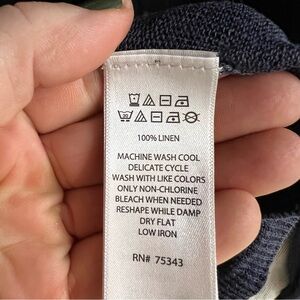 100% LINEN
MACHINE WASH COOL
DELICATE CYCLE
WASH WITH LIKE COLORS
ONLY NON-CHLORINE
BLEACH WHEN NEEDED
RESHAPE WHILE DAMP
DRY FLAT
LOW IRON
RN# 75343